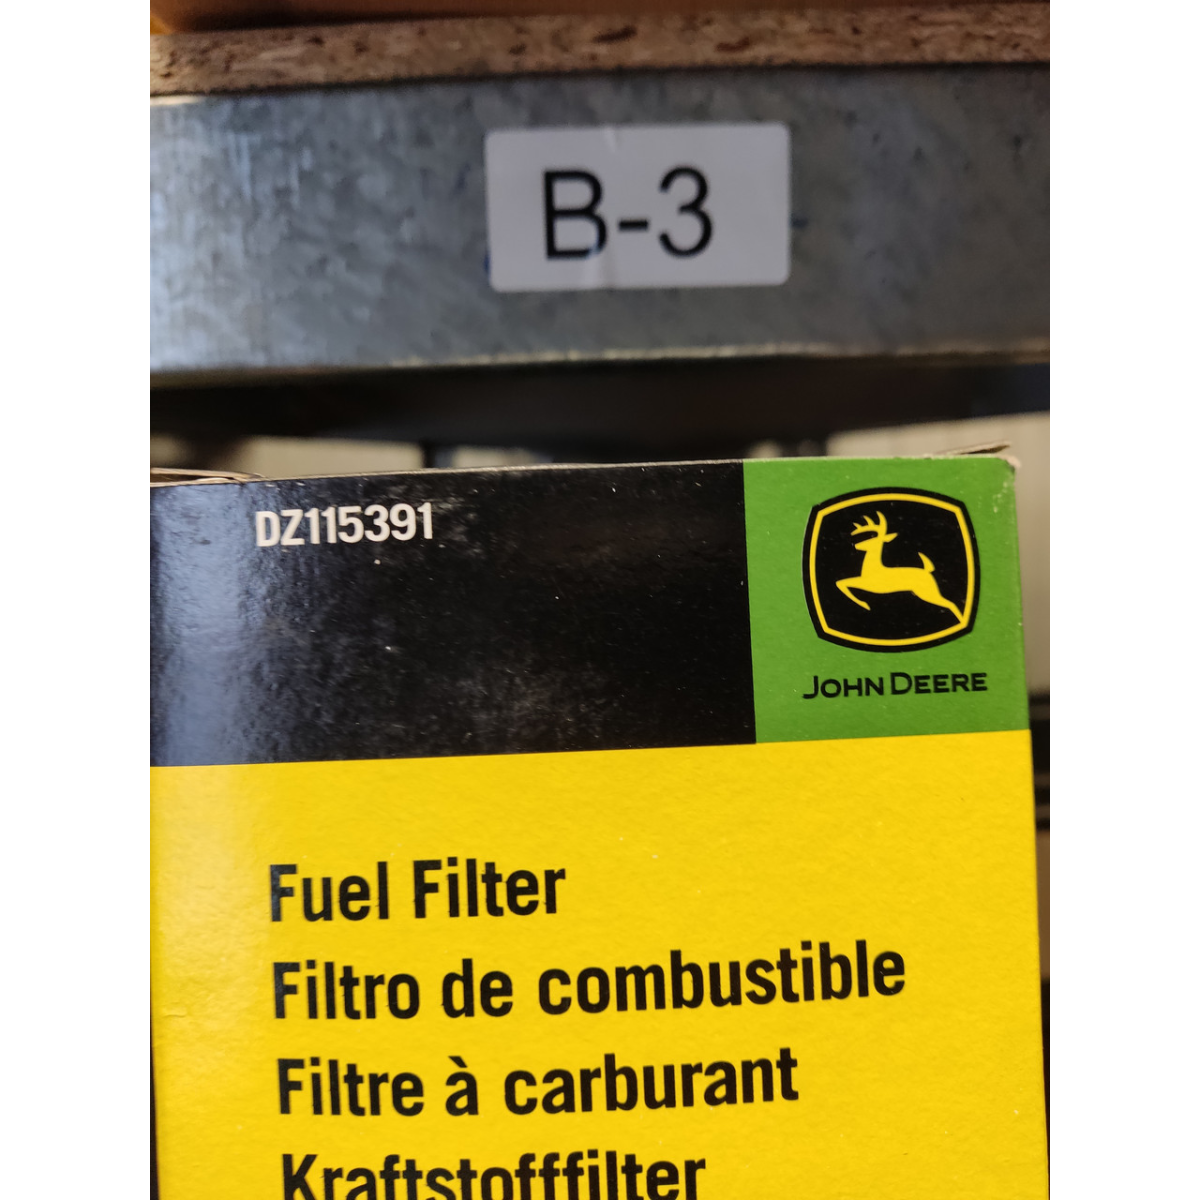 B-3
DZ115391
JOHN DEERE
Fuel Filter
Filtro de combustible
Filtre à carburant
Kraftstofffilter